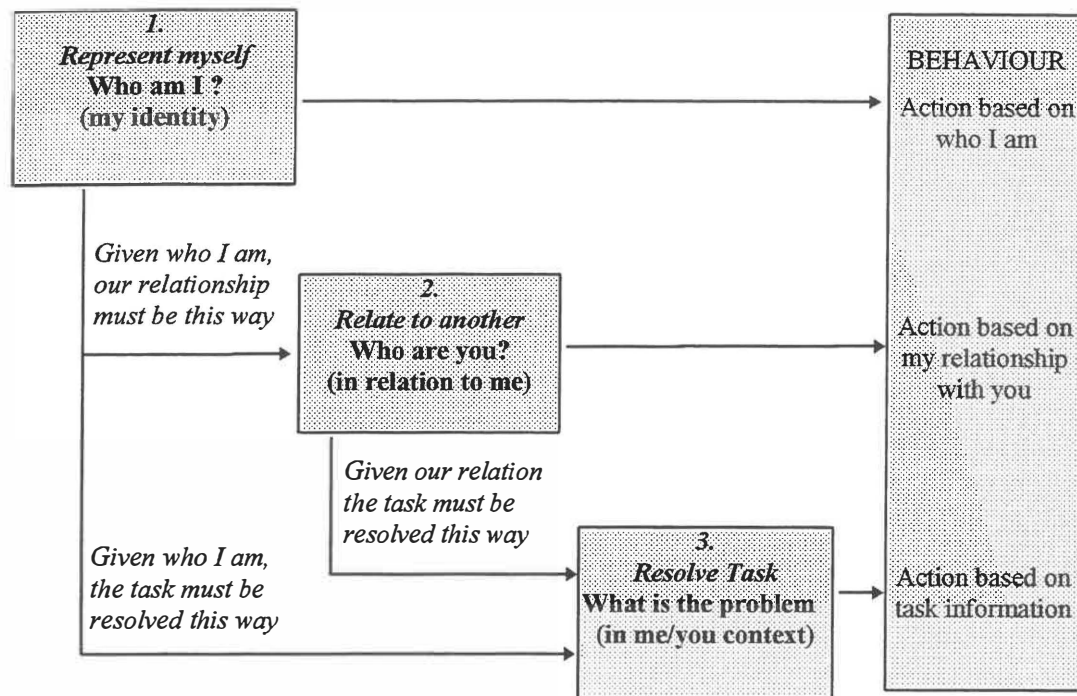 1.
Represent myself
Who am I ?
(my identity)
BEHAVIOUR
Action based on
who I am
Given who I am,
our relationship
must be this way
2.
Relate to another
Who are you?
(in relation to me)
Action based on
my relationship
with you
Given our relation
the task must be
resolved this way
Given who I am,
the task must be
resolved this way
3.
Resolve Task
What is the problem
(in me/you context)
Action based on
task information